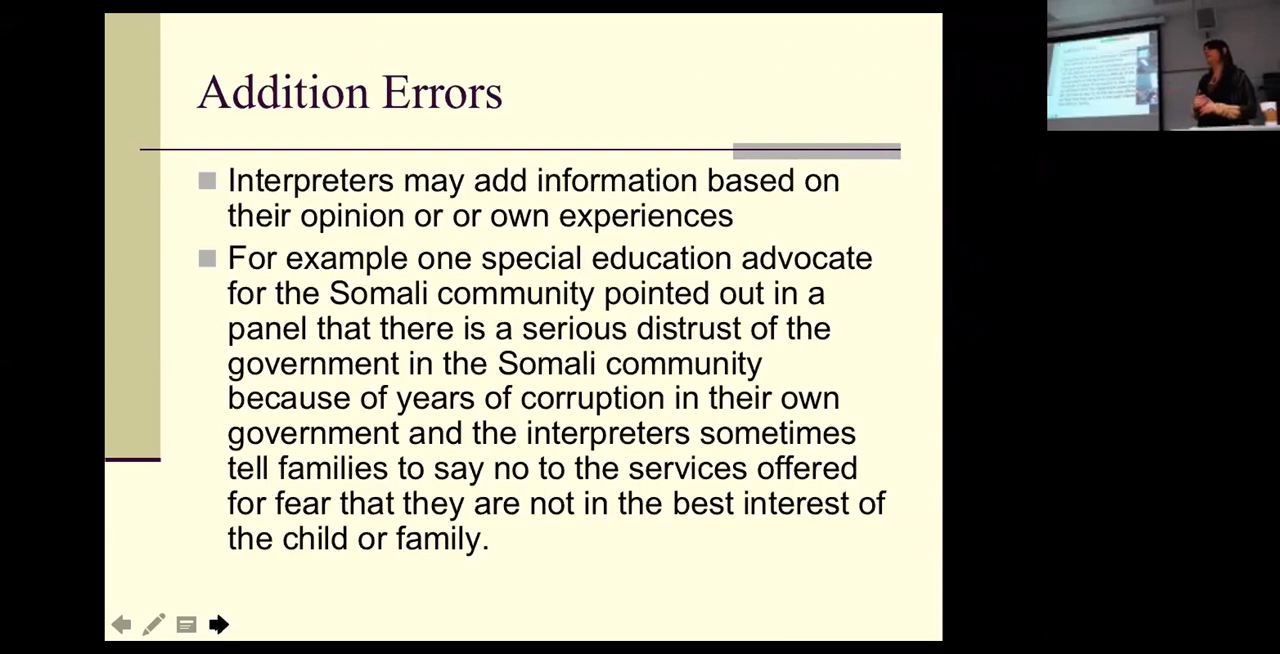 Addition Errors
Interpreters may add information based on
their opinion or or own experiences
For example one special education advocate
for the Somali community pointed out in a
panel that there is a serious distrust of the
government in the Somali community
because of years of corruption in their own
government and the interpreters sometimes
tell families to say no to the services offered
for fear that they are not in the best interest of
the child or family.